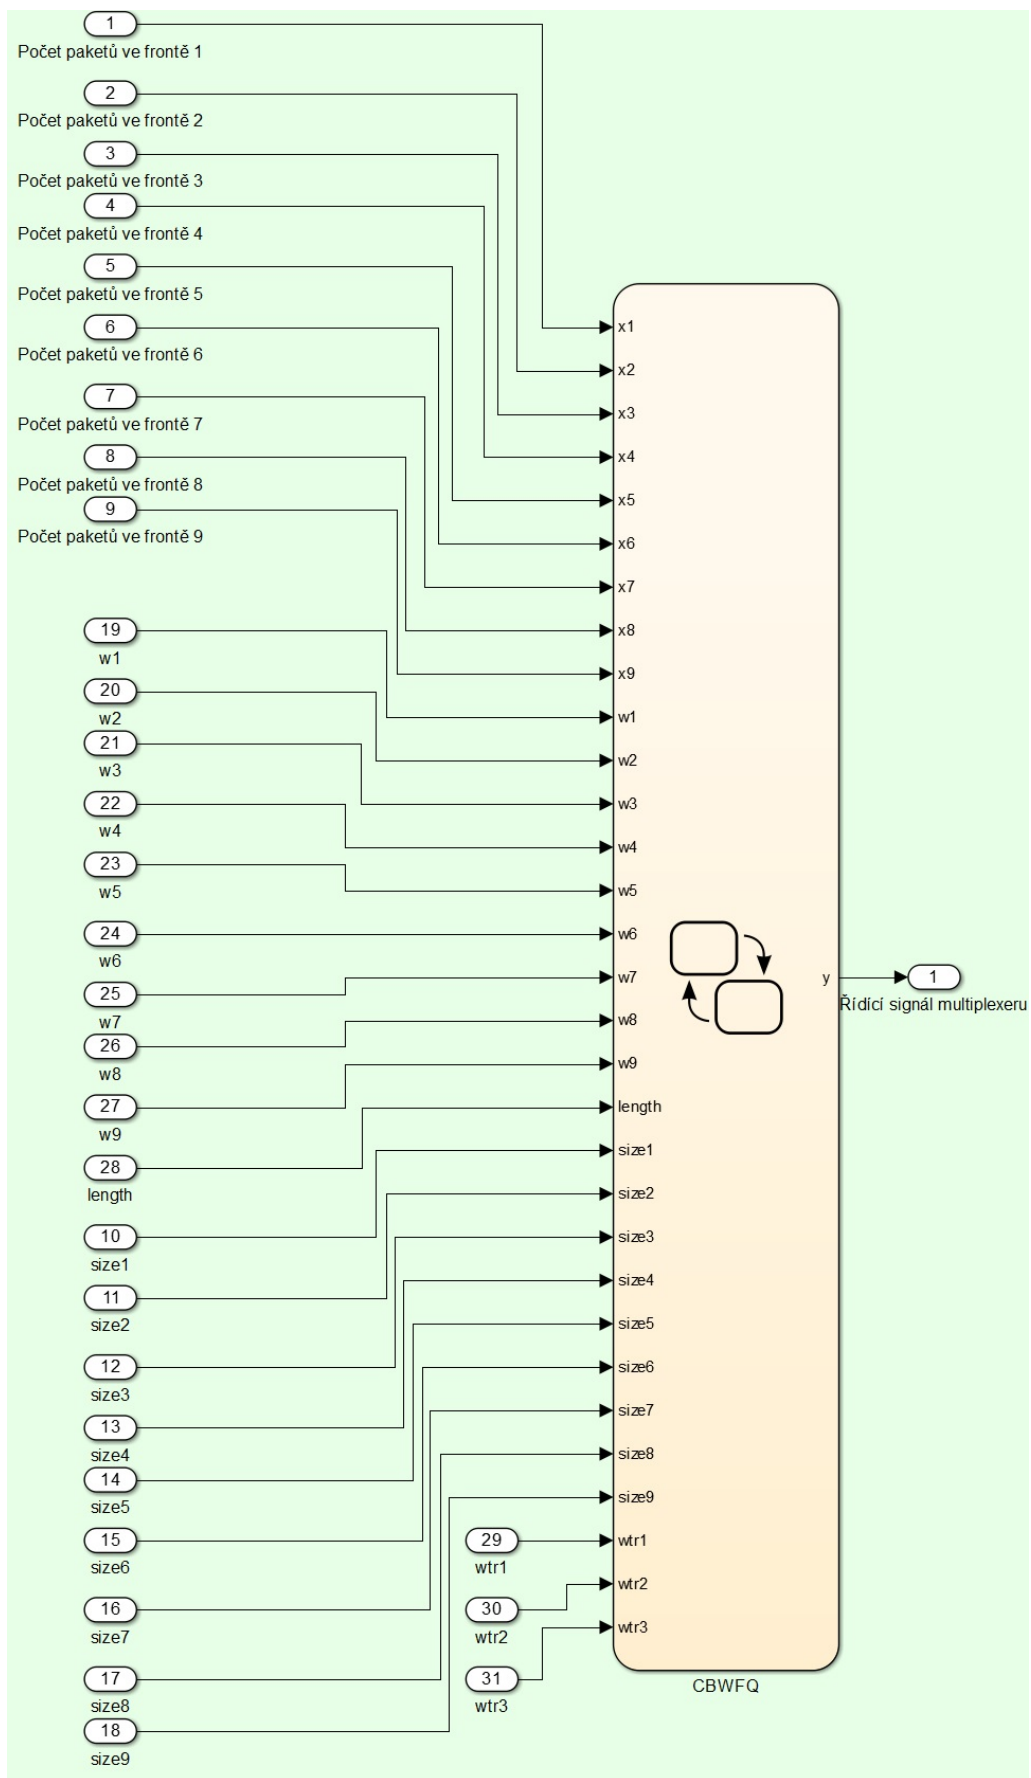 1
Počet paketů ve frontě 1
2
Počet paketů ve frontě 2
3
Počet paketů ve frontě 3
4
Počet paketů ve frontě 4
5
Počet paketů ve frontě 5
6
Počet paketů ve frontě 6
7
Počet paketů ve frontě 7
8
Počet paketů ve frontě 8
9
Počet paketů ve frontě 9
19
w1
20
w2
21
w3
22
w4
23
w5
24
w6
25
w7
26
w8
27
w9
28
length
10
size1
11
size2
12
size3
13
size4
14
size5
15
size6
16
size7
17
size8
18
size9
29
wtr1
30
wtr2
31
wtr3
x1
x2
x3
x4
x5
x6
x7
x8
x9
w1
w2
w3
w4
w5
w6
w7
w8
w9
length
size1
size2
size3
size4
size5
size6
size7
size8
size9
wtr1
wtr2
wtr3
y
CBWFQ
1
Řídící signál multiplexeru